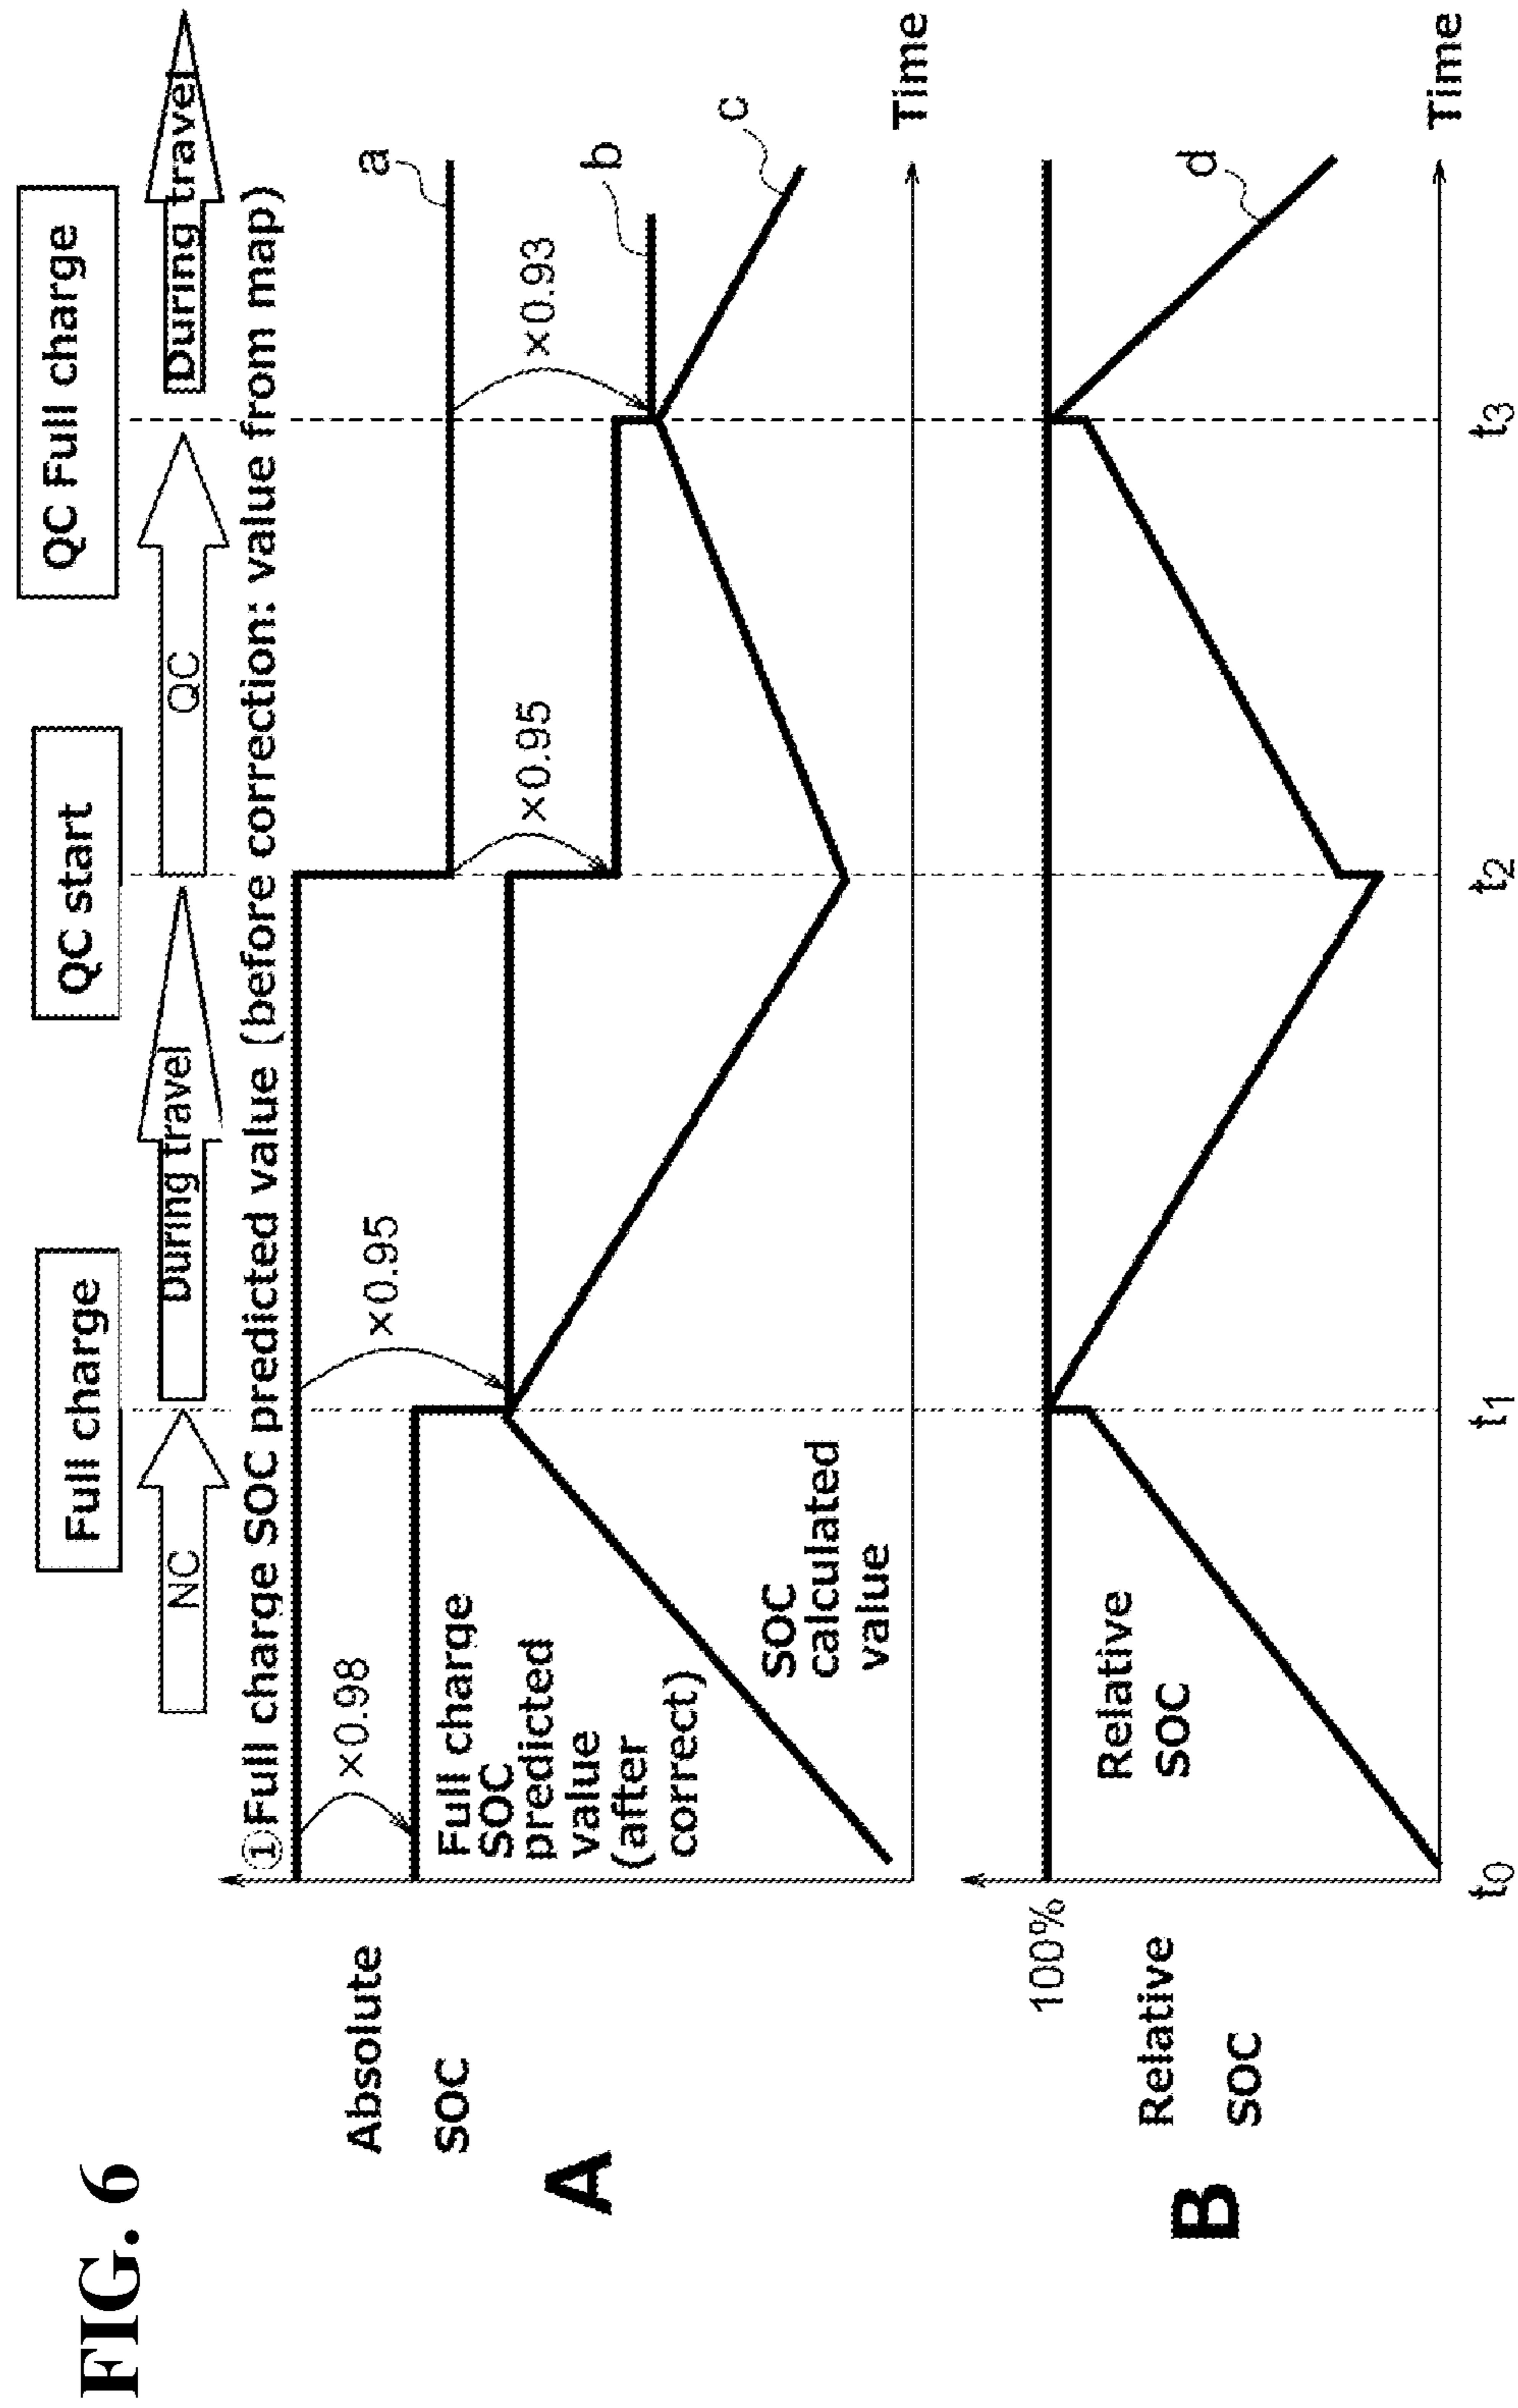 FIG. 6
Full charge
QC start
QC Full charge
NC
During travel
QC
During travel
①Full charge SOC predicted value (before correction: value from map)
Absolute
SOC
A
×0.98
×0.95
×0.95
×0.93
a
b
c
Full charge
SOC
predicted
value
(after
correct)
SOC
calculated
value
Time
100%
Relative
SOC
B
Relative
SOC
d
Time
t0
t1
t2
t3